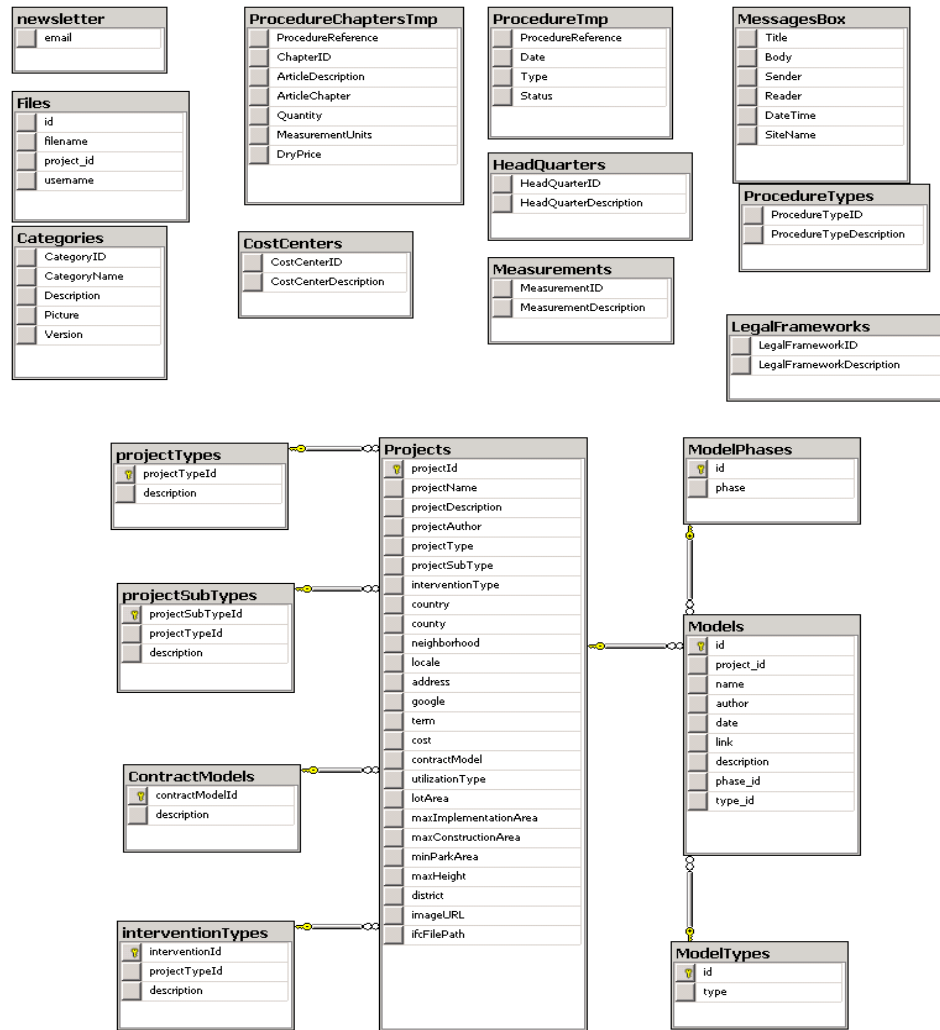 newsletter
email
Files
id
filename
project_id
username
Categories
CategoryID
CategoryName
Description
Picture
Version
ProcedureChaptersTmp
ProcedureReference
ChapterID
ArticleDescription
ArticleChapter
Quantity
MeasurementUnits
DryPrice
CostCenters
CostCenterID
CostCenterDescription
ProcedureTmp
ProcedureReference
Date
Type
Status
HeadQuarters
HeadQuarterID
HeadQuarterDescription
Measurements
MeasurementID
MeasurementDescription
MessagesBox
Title
Body
Sender
Reader
DateTime
SiteName
ProcedureTypes
ProcedureTypeID
ProcedureTypeDescription
LegalFrameworks
LegalFrameworkID
LegalFrameworkDescription
projectTypes
projectTypeId
description
projectSubTypes
projectSubTypeId
projectTypeId
description
ContractModels
contractModelId
description
interventionTypes
interventionId
projectTypeId
description
Projects
projectId
projectName
projectDescription
projectAuthor
projectType
projectSubType
interventionType
country
county
neighborhood
locale
address
google
term
cost
contractModel
utilizationType
lotArea
maxImplementationArea
maxConstructionArea
minParkArea
maxHeight
district
imageURL
ifcFilePath
ModelPhases
id
phase
Models
id
project_id
name
author
date
link
description
phase_id
type_id
ModelTypes
id
type